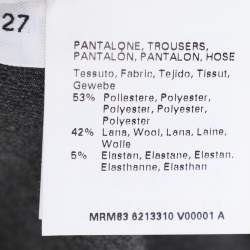 27
PANTALONE, TROUSERS,
PANTALÓN, PANTALON, HOSE
Tessuto, Fabric, Tejido, Tissut,
Gewebe
53% Poliestere, Polyester,
Polyester, Polyester,
Polyester
42% Lana, Wool, Lana, Laine,
Wolle
5% Elastan, Elastane, Elastan,
Elasthanne, Elasthan
MRM83 6213310 V00001 A